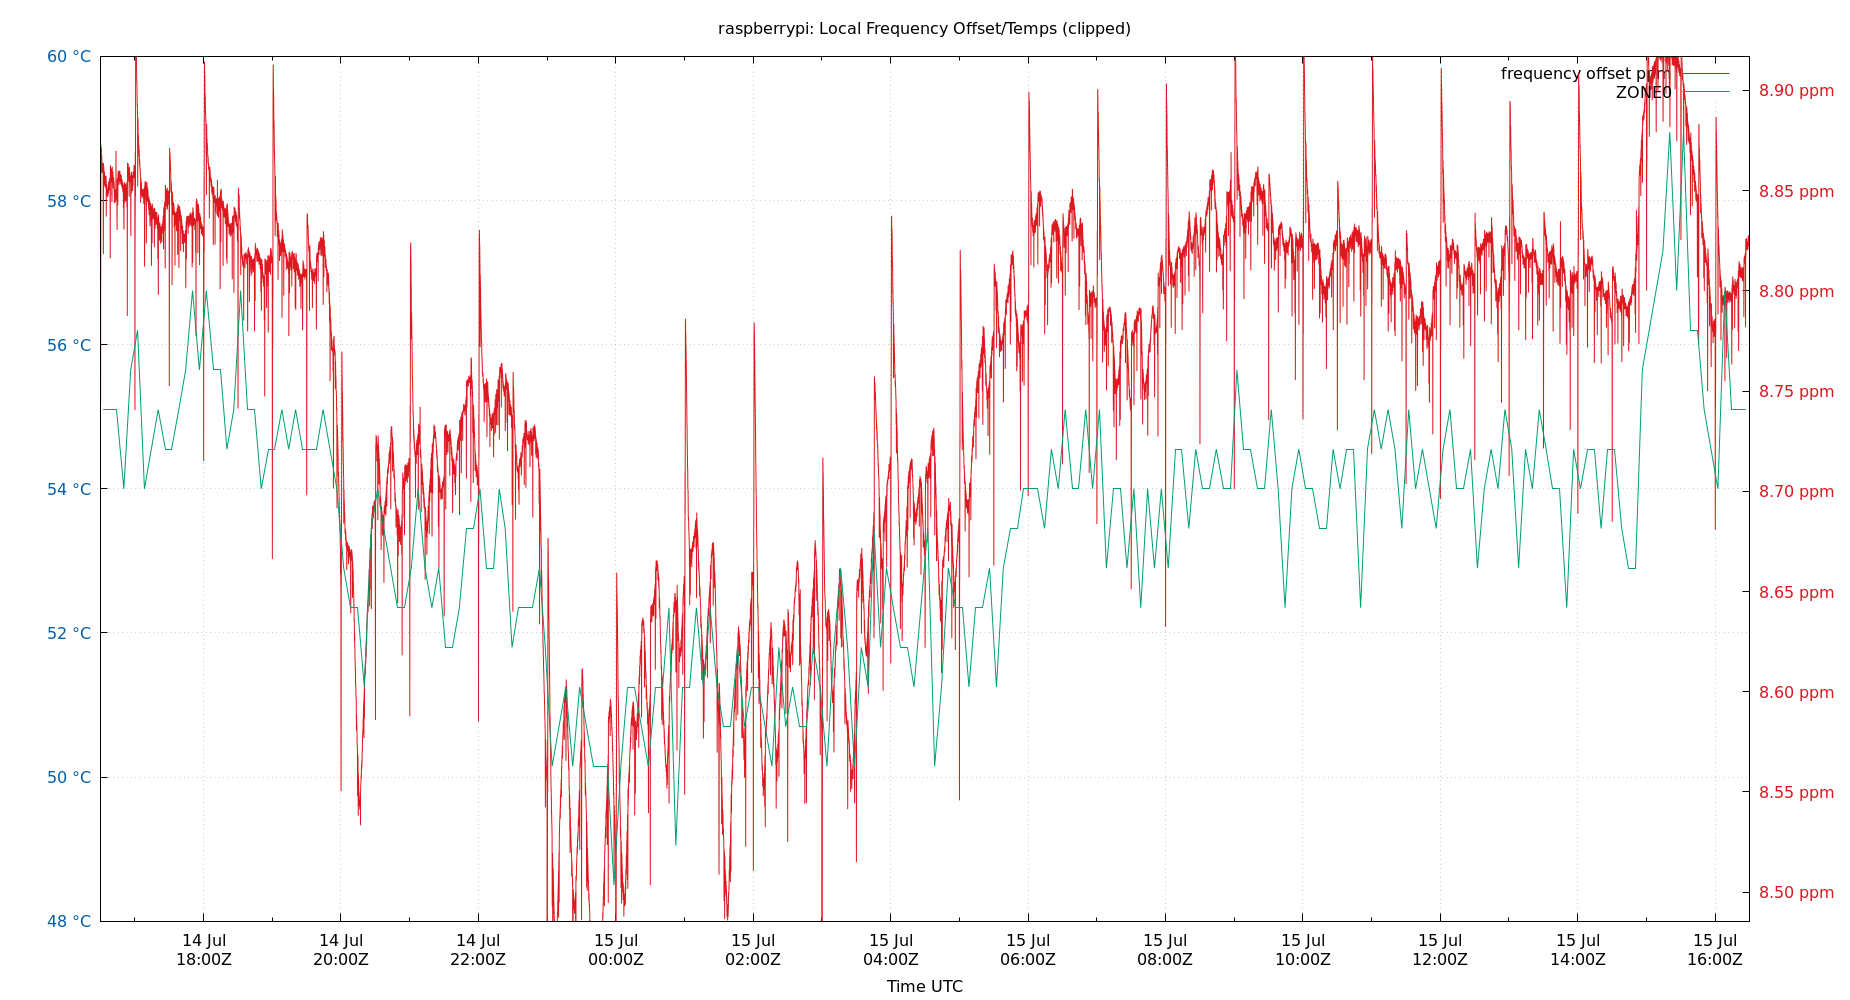 raspberrypi: Local Frequency Offset/Temps (clipped)
60 °C
58 °C
56 °C
54 °C
52 °C
50 °C
48 °C
frequency offset ppm
ZONE0
8.90 ppm
8.85 ppm
8.80 ppm
8.75 ppm
8.70 ppm
8.65 ppm
8.60 ppm
8.55 ppm
8.50 ppm
14 Jul 14 Jul 14 Jul 15 Jul 15 Jul 15 Jul 15 Jul 15 Jul 15 Jul 15 Jul 15 Jul 15 Jul
18:00Z 20:00Z 22:00Z 00:00Z 02:00Z 04:00Z 06:00Z 08:00Z 10:00Z 12:00Z 14:00Z 16:00Z
Time UTC